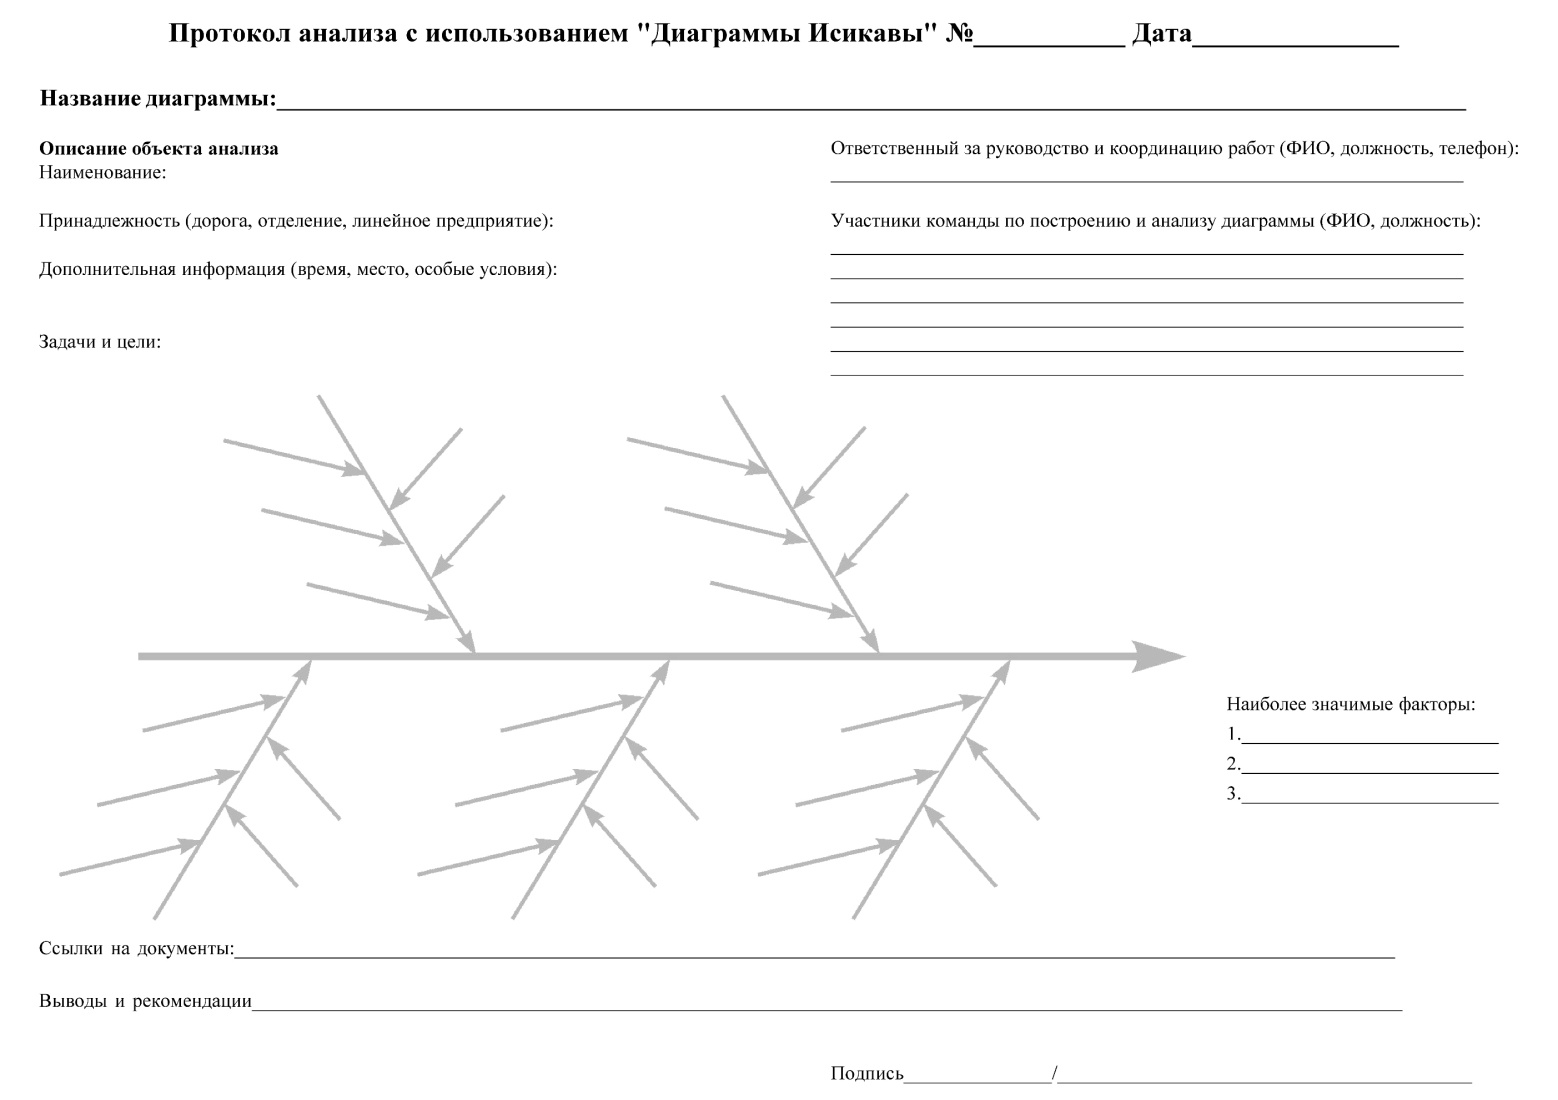 Протокол анализа с использованием "Диаграммы Исикавы" №__________ Дата______________
Название диаграммы:
Описание объекта анализа
Наименование:
Принадлежность (дорога, отделение, линейное предприятие):
Дополнительная информация (время, место, особые условия):
Задачи и цели:
Ответственный за руководство и координацию работ (ФИО, должность, телефон):
Участники команды по построению и анализу диаграммы (ФИО, должность):
Наиболее значимые факторы:
1.
2.
3.
Ссылки на документы:
Выводы и рекомендации
Подпись_______________/